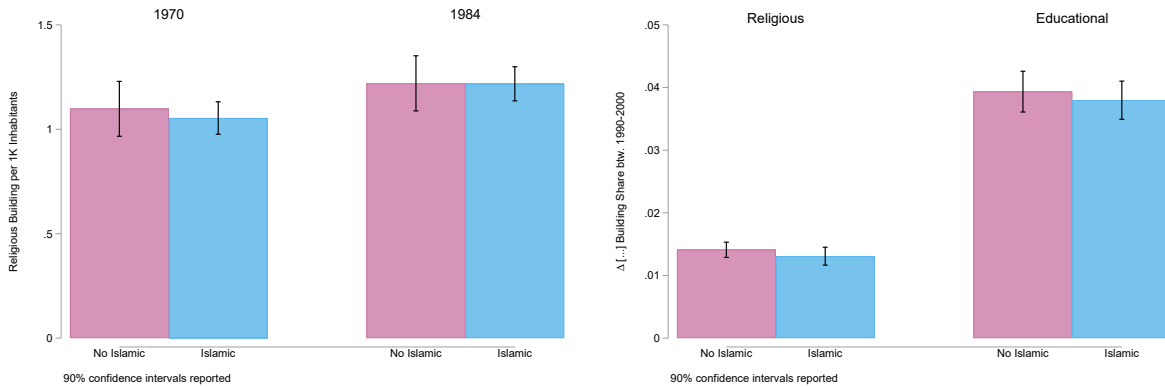 1970 1984
Religious Building per 1K Inhabitants
1.5
1
.5
0
No Islamic Islamic No Islamic Islamic
90% confidence intervals reported
Religious Educational
Δ [...] Building Share btw. 1990-2000
.05
.04
.03
.02
.01
0
No Islamic Islamic No Islamic Islamic
90% confidence intervals reported